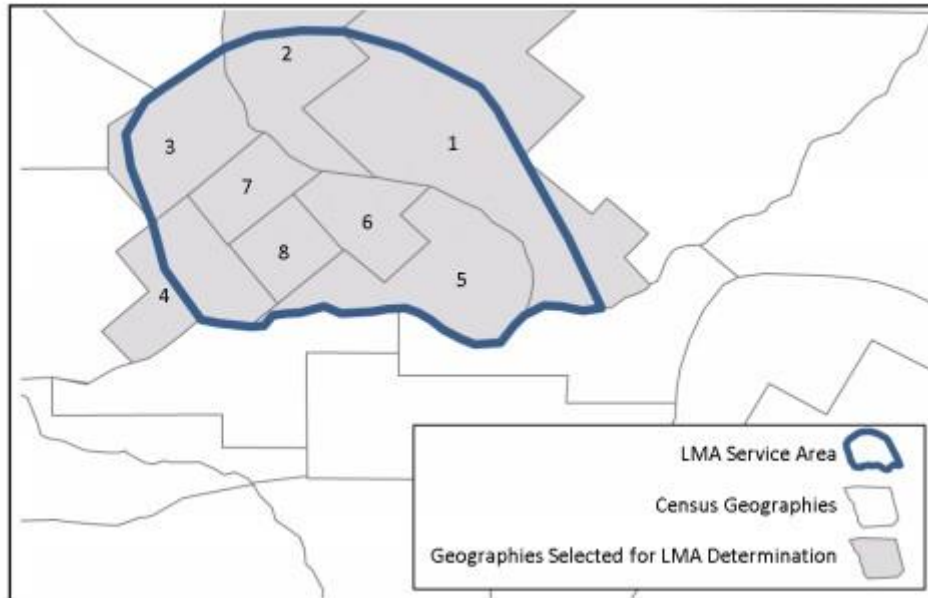 2
1
3
7
6
8
5
4
LMA Service Area
Census Geographies
Geographies Selected for LMA Determination